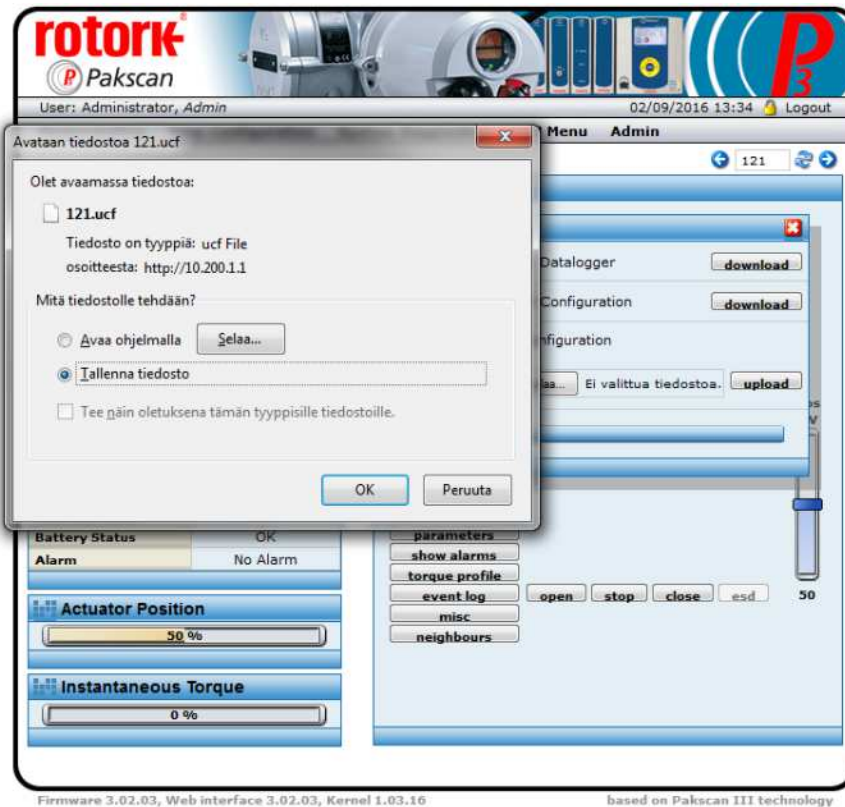 rotork
P Pakscan
P3
User: Administrator, Admin
02/09/2016 13:34 Logout
Menu Admin
121
Avataan tiedostoa 121.ucf
Olet avaamassa tiedostoa:
121.ucf
Tiedosto on tyyppiä: ucf File
osoitteesta: http://10.200.1.1
Mitä tiedostolle tehdään?
Avaa ohjelmalla Selaa...
Tallenna tiedosto
Tee näin oletuksena tämän tyyppisille tiedostoille.
OK Peruuta
Datalogger download
Configuration download
nfiguration
Ei valittua tiedostoa. upload
Battery Status OK
Alarm No Alarm
Actuator Position
50 %
Instantaneous Torque
0 %
parameters
show alarms
torque profile
event log
misc
neighbours
open stop close esd
50
Firmware 3.02.03, Web interface 3.02.03, Kernel 1.03.16
based on Pakscan III technology